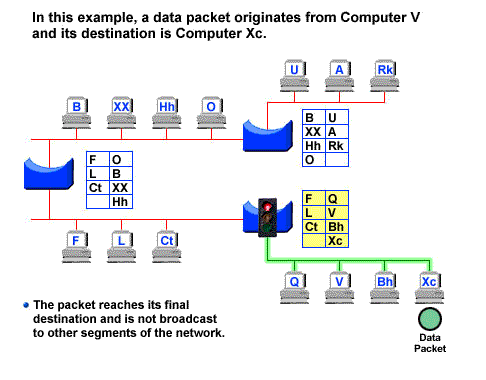 In this example, a data packet originates from Computer V
and its destination is Computer Xc.
U A Rk
B XX Hh O
B U
XX A
Hh Rk
O
F O
L B
Ct XX
Hh
F Q
L V
Ct Bh
Xc
F L Ct
Q V Bh Xc
The packet reaches its final
destination and is not broadcast
to other segments of the network.
Data
Packet